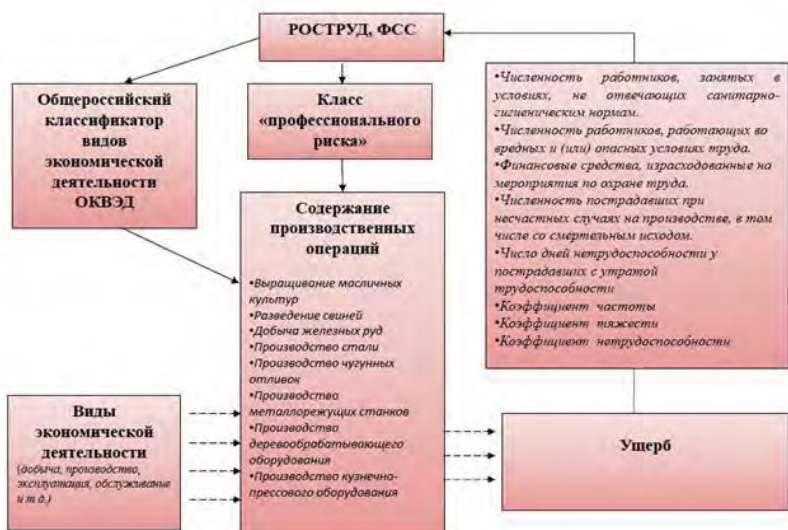 РОСТРУД, ФСС
Общероссийский
классификатор
видов
экономической
деятельности
ОКВЭД
Класс
«профессионального
риска»
Содержание
производственных
операций
•Выращивание масличных
культур
•Разведение свиней
•Добыча железных руд
•Производство стали
•Производство чугунных
отливок
•Производство
металлорежущих станков
•Производство
деревообрабатывающего
оборудования
•Производство кузнечно-
прессового оборудования
•Численность работников, занятых в
условиях, не отвечающих санитарно-
гигиеническим нормам.
•Численность работников, работающих во
вредных и (или) опасных условиях труда.
•Финансовые средства, израсходованные на
мероприятия по охране труда.
•Численность пострадавших при
несчастных случаях на производстве, в том
числе со смертельным исходом.
•Число дней нетрудоспособности у
пострадавших с утратой
трудоспособности
•Коэффициент частоты
•Коэффициент тяжести
•Коэффициент нетрудоспособности
Виды
экономической
деятельности
(добыча, производство,
эксплуатация, обслуживание
и т.д.)
Ущерб